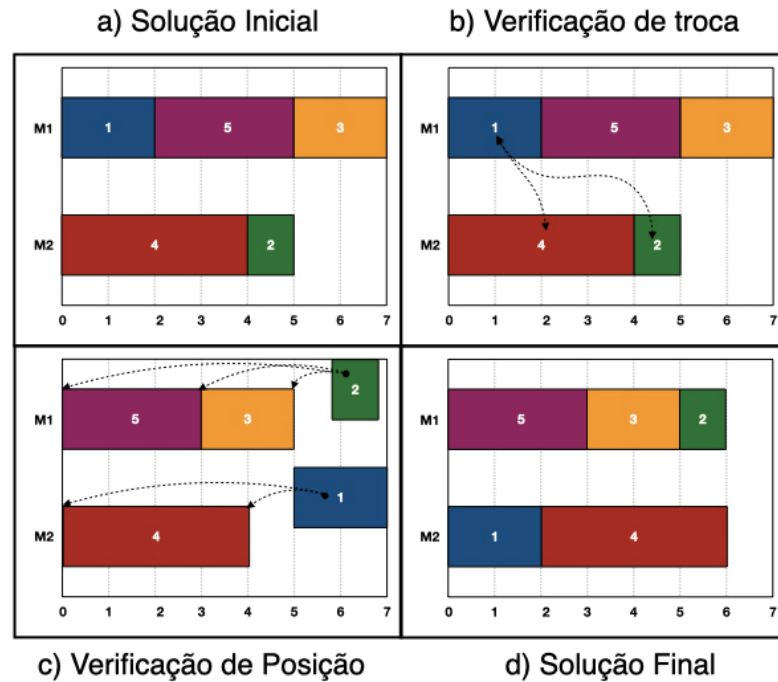 a) Solução Inicial
b) Verificação de troca
M1
1
5
3
M2
4
2
0 1 2 3 4 5 6 7
M1
1
5
3
M2
4
2
0 1 2 3 4 5 6 7
M1
5
3
2
M2
4
1
0 1 2 3 4 5 6 7
M1
5
3
2
M2
1
4
0 1 2 3 4 5 6 7
c) Verificação de Posição
d) Solução Final